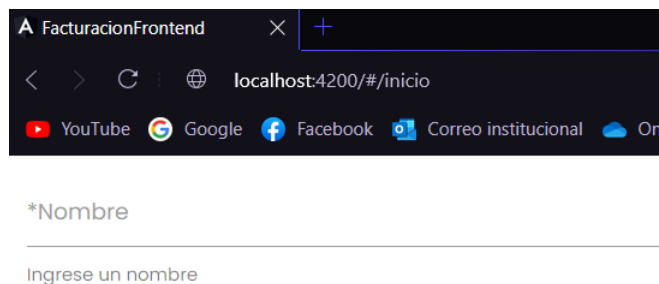 FacturacionFrontend
localhost:4200/#/inicio
YouTube Google Facebook Correo institucional
*Nombre
Ingrese un nombre